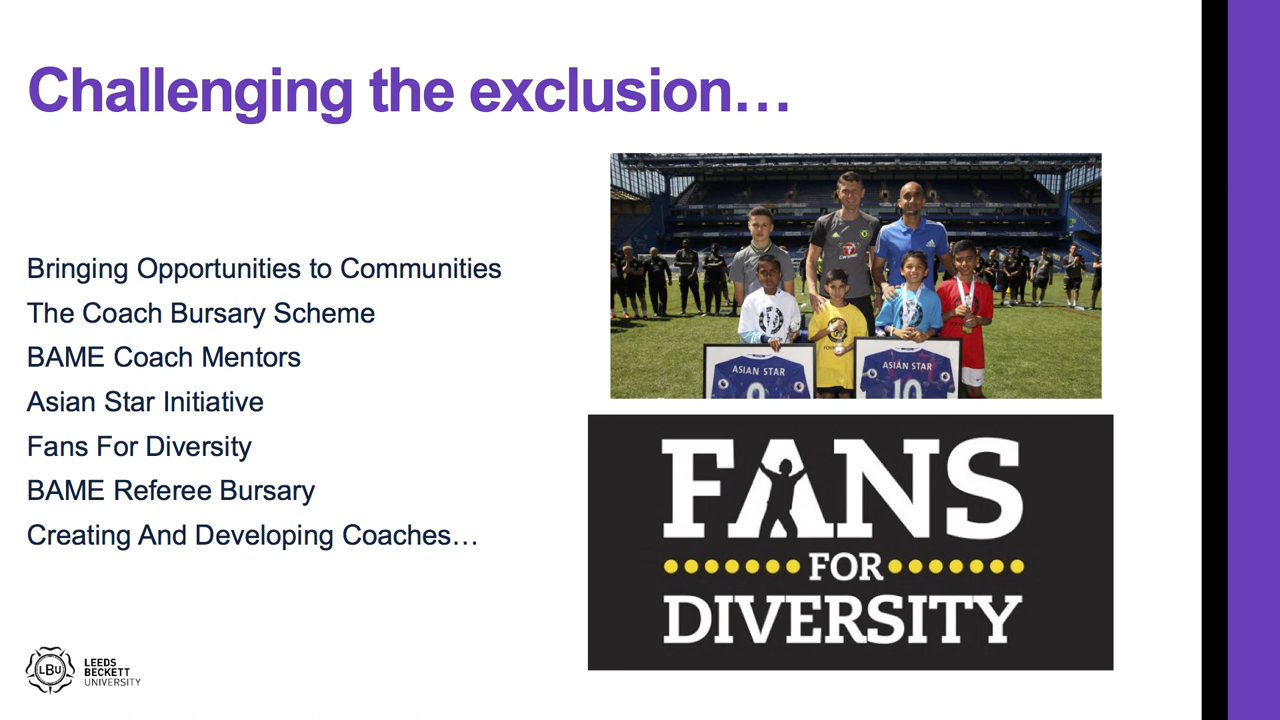 Challenging the exclusion…
Bringing Opportunities to Communities
The Coach Bursary Scheme
BAME Coach Mentors
Asian Star Initiative
Fans For Diversity
BAME Referee Bursary
Creating And Developing Coaches…
ASIAN STAR
9
ASIAN STAR
10
FANS
FOR
DIVERSITY
LBU
LEEDS
BECKETT
UNIVERSITY